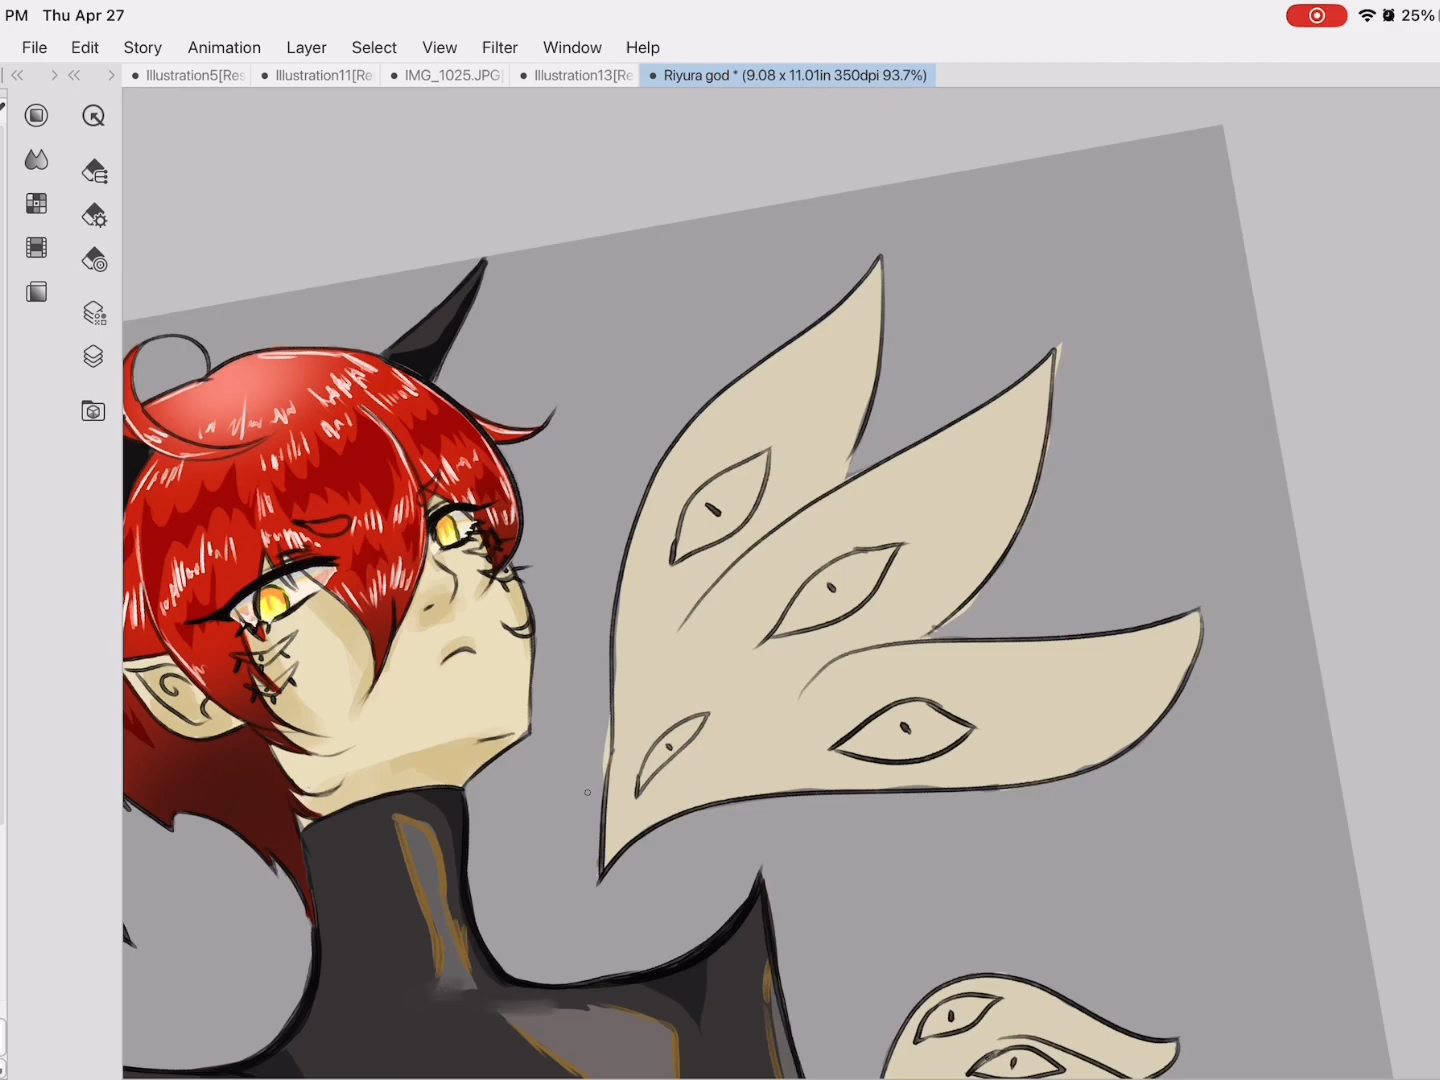 PM Thu Apr 27 25%
File Edit Story Animation Layer Select View Filter Window Help
Illustration5[Res Illustration11[Re IMG_1025.JPG Illustration13[Re Riyura god * (9.08 x 11.01in 350dpi 93.7%)